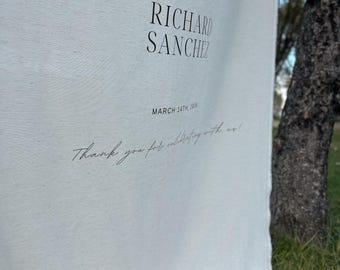 RICHARD
SANCHEZ
MARCH 14TH,
Thank you for celebrating with us!